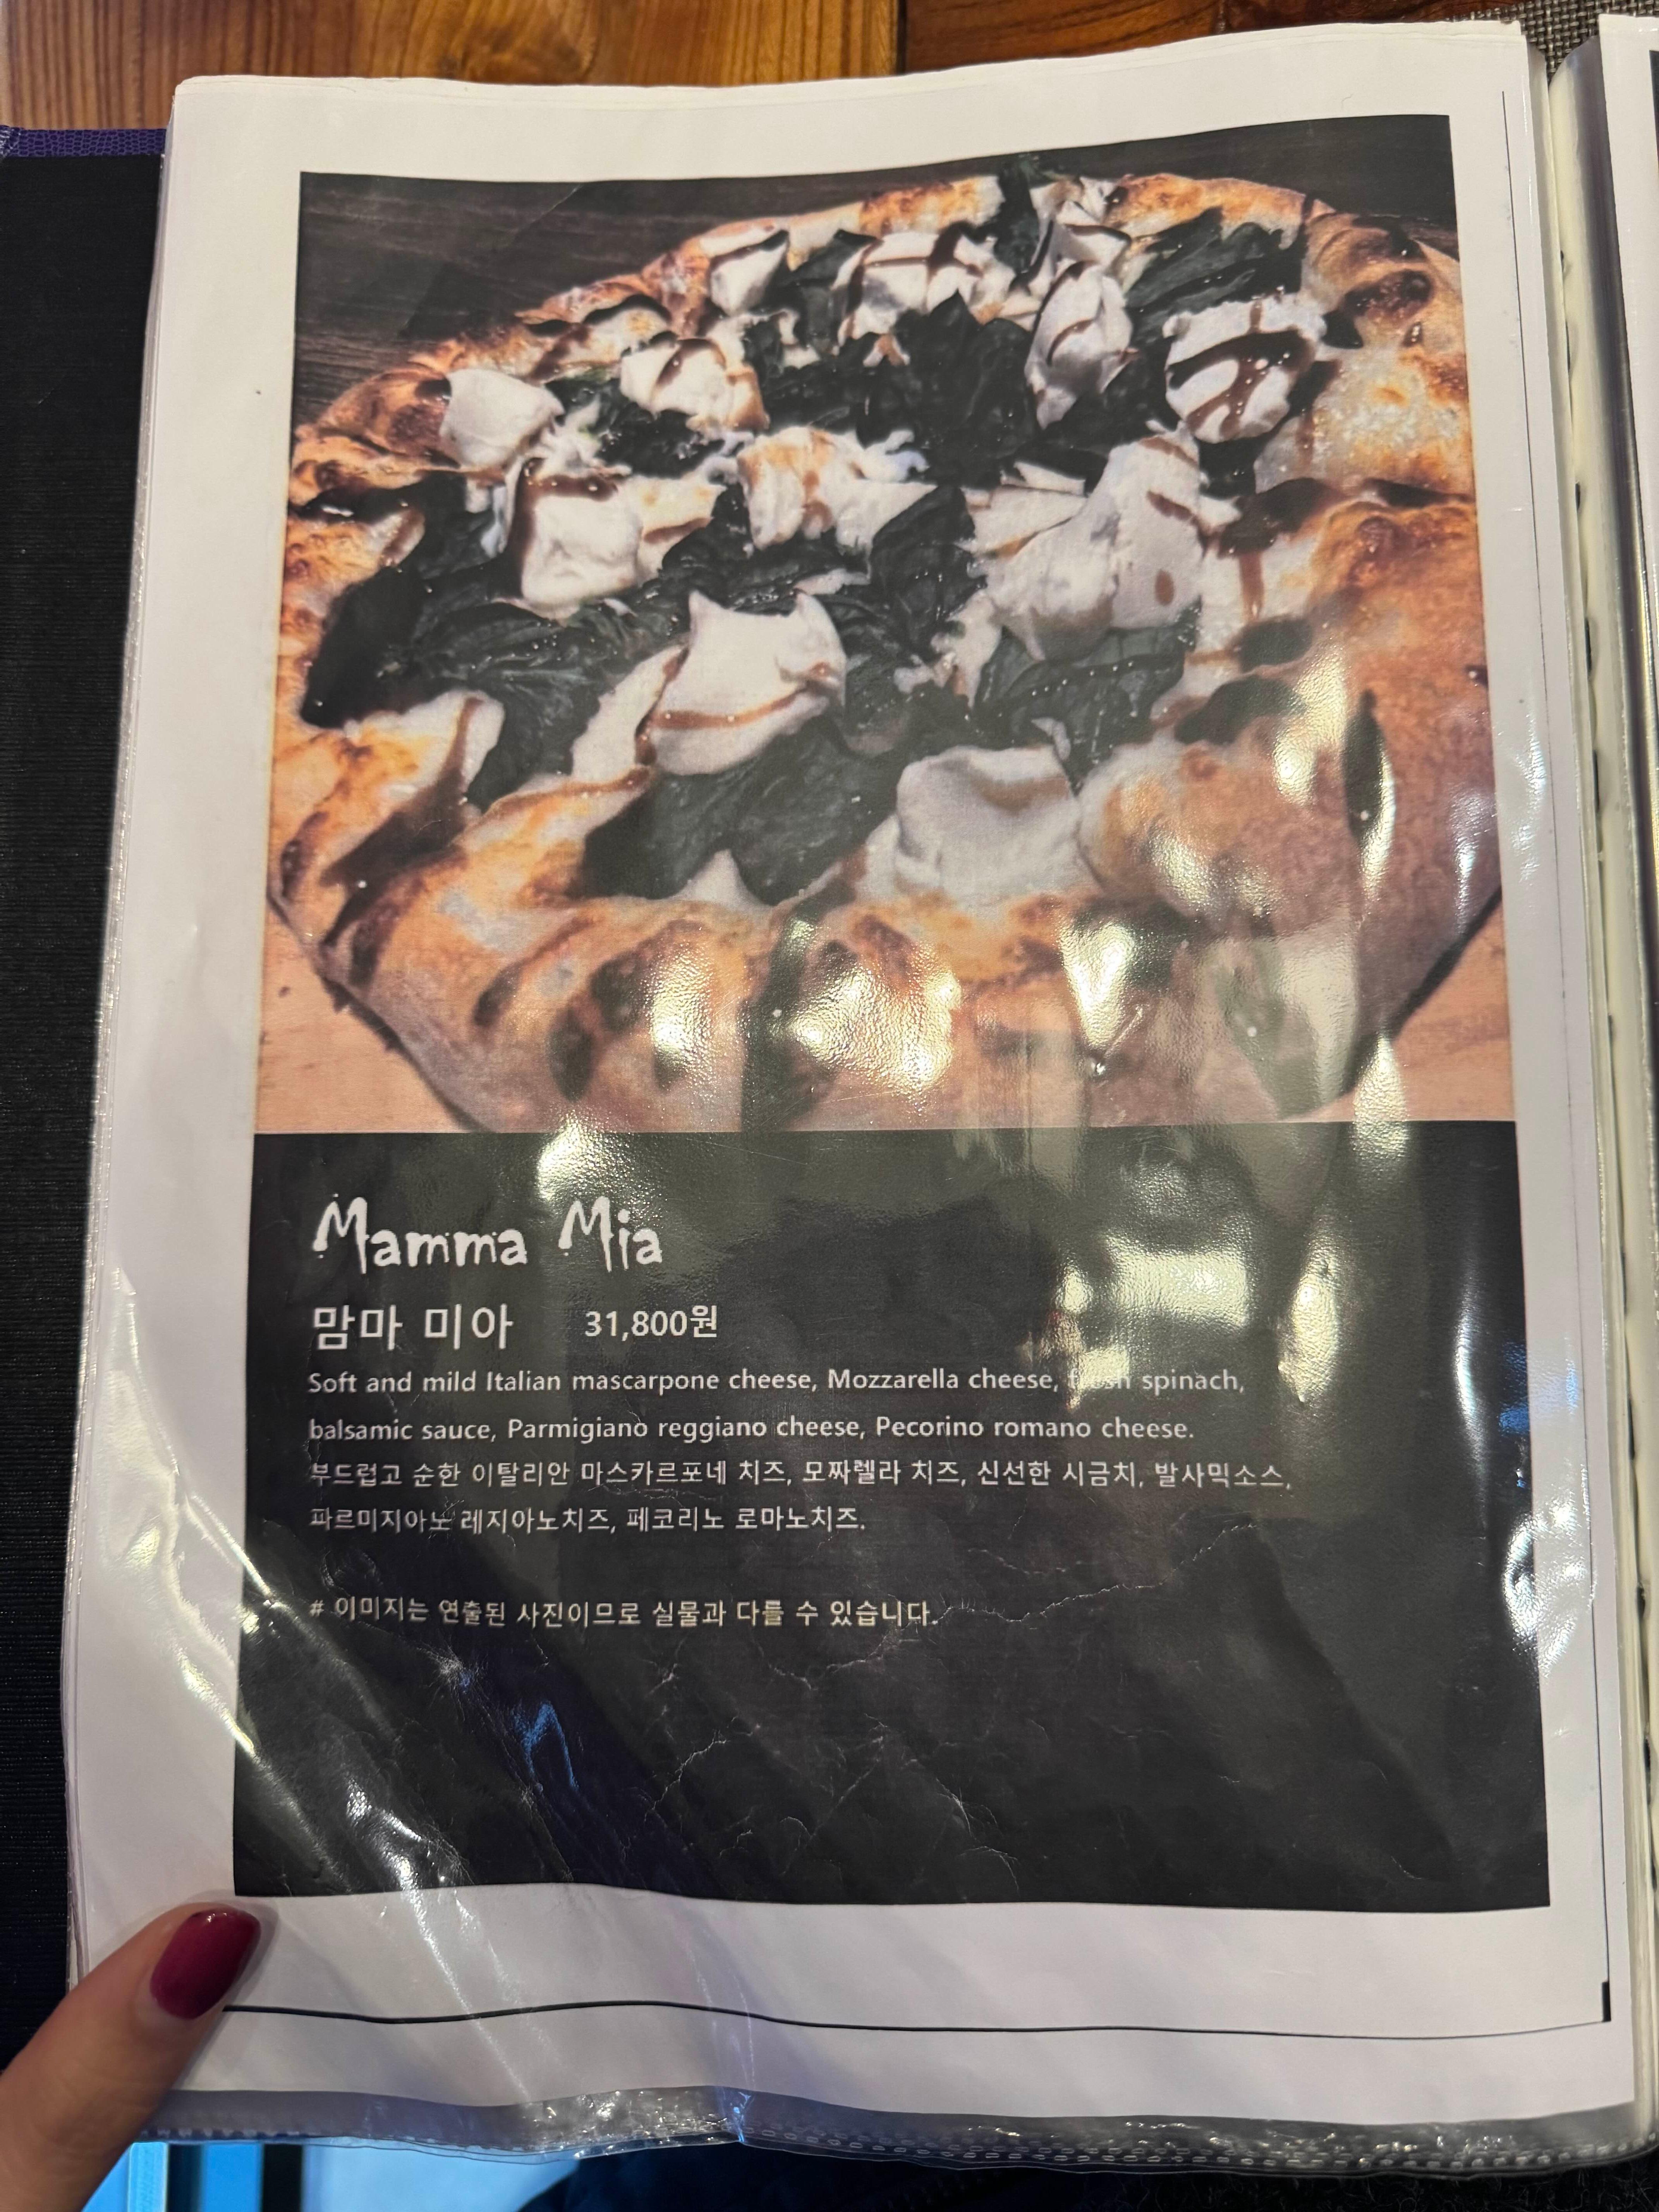 Mamma Mia
맘마 미아 31,800원
Soft and mild Italian mascarpone cheese, Mozzarella cheese, fresh spinach,
balsamic sauce, Parmigiano reggiano cheese, Pecorino romano cheese.
부드럽고 순한 이탈리안 마스카르포네 치즈, 모짜렐라 치즈, 신선한 시금치, 발사믹소스,
파르미지아노 레지아노치즈, 페코리노 로마노치즈.
# 이미지는 연출된 사진이므로 실물과 다를 수 있습니다.